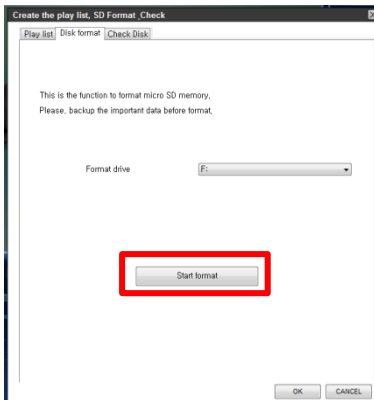 Create the play list, SD Format_Check
Play list Disk format Check Disk
This is the function to format micro SD memory,
Please, backup the important data before format,
Format drive F:
Start format
OK CANCEL